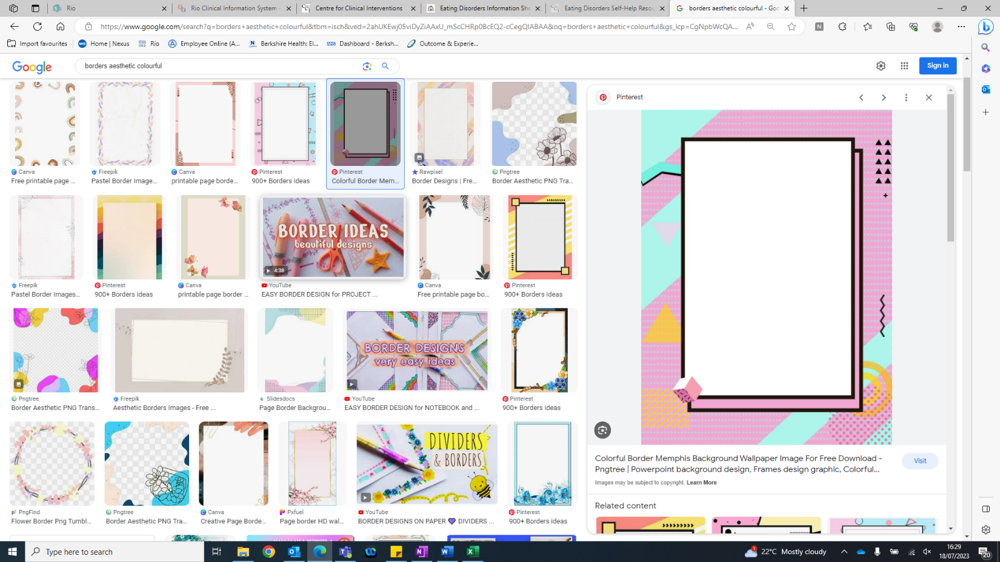 Rio
Rio Clinical Information System -
Centre for Clinical Interventions
Eating Disorders Information She
Eating Disorders Self-Help Resou
borders aesthetic colourful - Goo
https://www.google.com/search?q=borders+aesthetic+colourful&tbm=isch&ved=2ahUKEwj05viDyZiAAxU_mScCHRp0BcEQ2-cCegQIABAA&oq=borders+aesthetic+colourful&gs_lcp=CgNpbWcQA...
Import favourites
Home | Nexus
Rio
Employee Online (A...
Berkshire Health: El...
Dashboard - Berksh...
Outcome & Experie...
Google
borders aesthetic colourful
Sign in
Canva
Free printable page ...
Freepik
Pastel Border Image...
Canva
printable page borde...
Pinterest
900+ Borders ideas
Pinterest
Colorful Border Mem...
Rawpixel
Border Designs | Fre...
Pngtree
Border Aesthetic PNG Tra...
BORDER IDEAS
beautiful designs
4:38
Freepik
Pastel Border Images...
Pinterest
900+ Borders ideas
Canva
printable page border ...
YouTube
EASY BORDER DESIGN for PROJECT ...
Canva
Free printable page bo...
Pinterest
900+ Borders ideas
BORDER DESIGNS
very easy ideas
Pngtree
Border Aesthetic PNG Trans...
Freepik
Aesthetic Borders Images - Free ...
Slidesdocs
Page Border Backgrou...
YouTube
EASY BORDER DESIGN for NOTEBOOK and ...
Pinterest
900+ Borders ideas
DIVIDERS
& BORDERS
PngFind
Flower Border Png Tumbl...
Pngtree
Border Aesthetic PNG Tra...
Canva
Creative Page Borde...
Pxfuel
Page border HD wal...
YouTube
BORDER DESIGNS ON PAPER 💜 DIVIDERS ...
Pinterest
900+ Borders ideas
Pinterest
Colorful Border Memphis Background Wallpaper Image For Free Download -
Pngtree | Powerpoint background design, Frames design graphic, Colorful...
Visit
Images may be subject to copyright. Learn More
Related content
Type here to search
22°C Mostly cloudy
16:29
18/07/2023
20